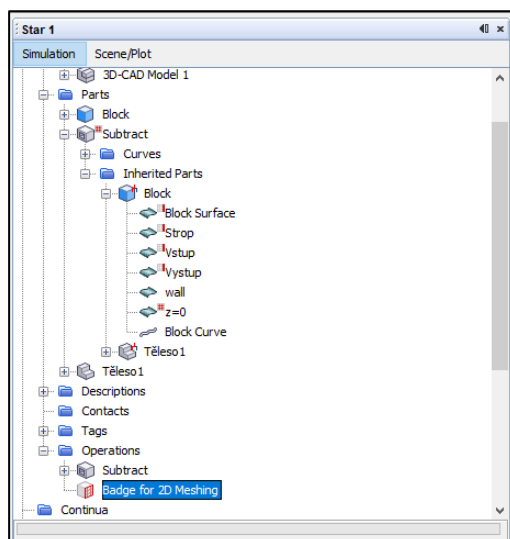 Star 1
Simulation Scene/Plot
3D-CAD Model 1
Parts
Block
Subtract
Curves
Inherited Parts
Block
Block Surface
Strop
Vstup
Vystup
wall
z=0
Block Curve
Těleso1
Těleso1
Descriptions
Contacts
Tags
Operations
Subtract
Badge for 2D Meshing
Continua